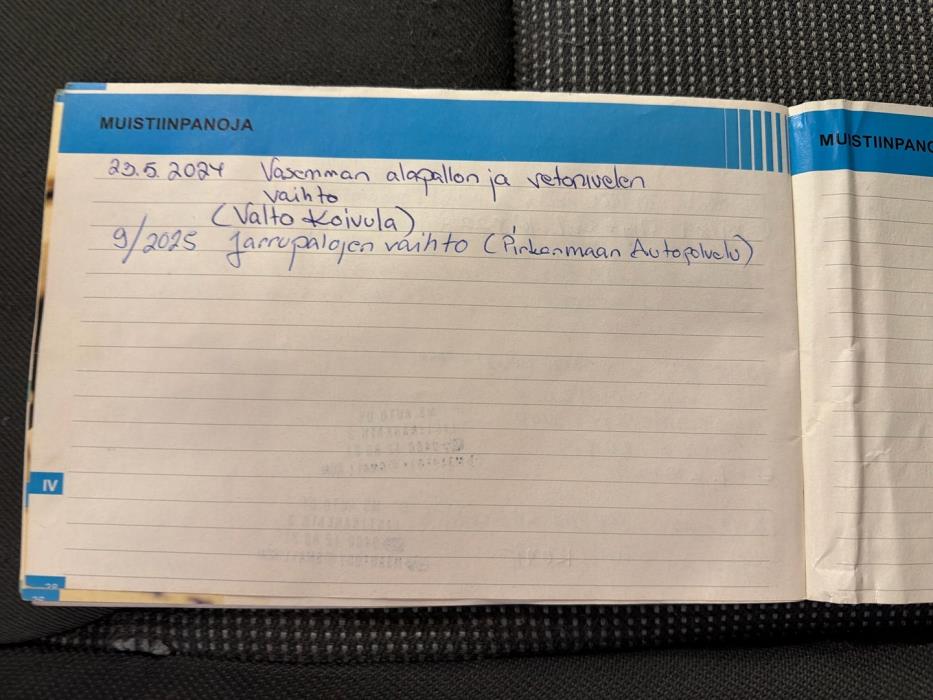 MUISTIINPANOJA
23.5.2024 Vasemman alapallon ja vetonivelen
vaihto
(Valto Koivula)
9/2025 Jarrupalojen vaihto (Pirkanmaan Autopalvelu)
IV
MUISTIINPANO